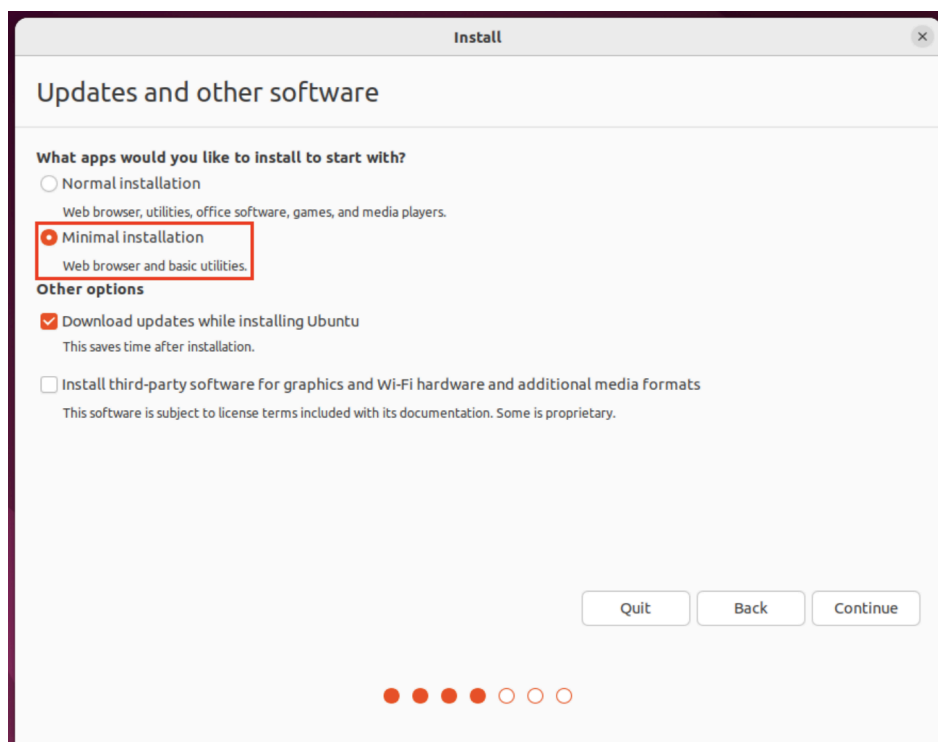 Install
Updates and other software
What apps would you like to install to start with?
Normal installation
Web browser, utilities, office software, games, and media players.
Minimal installation
Web browser and basic utilities.
Other options
Download updates while installing Ubuntu
This saves time after installation.
Install third-party software for graphics and Wi-Fi hardware and additional media formats
This software is subject to license terms included with its documentation. Some is proprietary.
Quit Back Continue